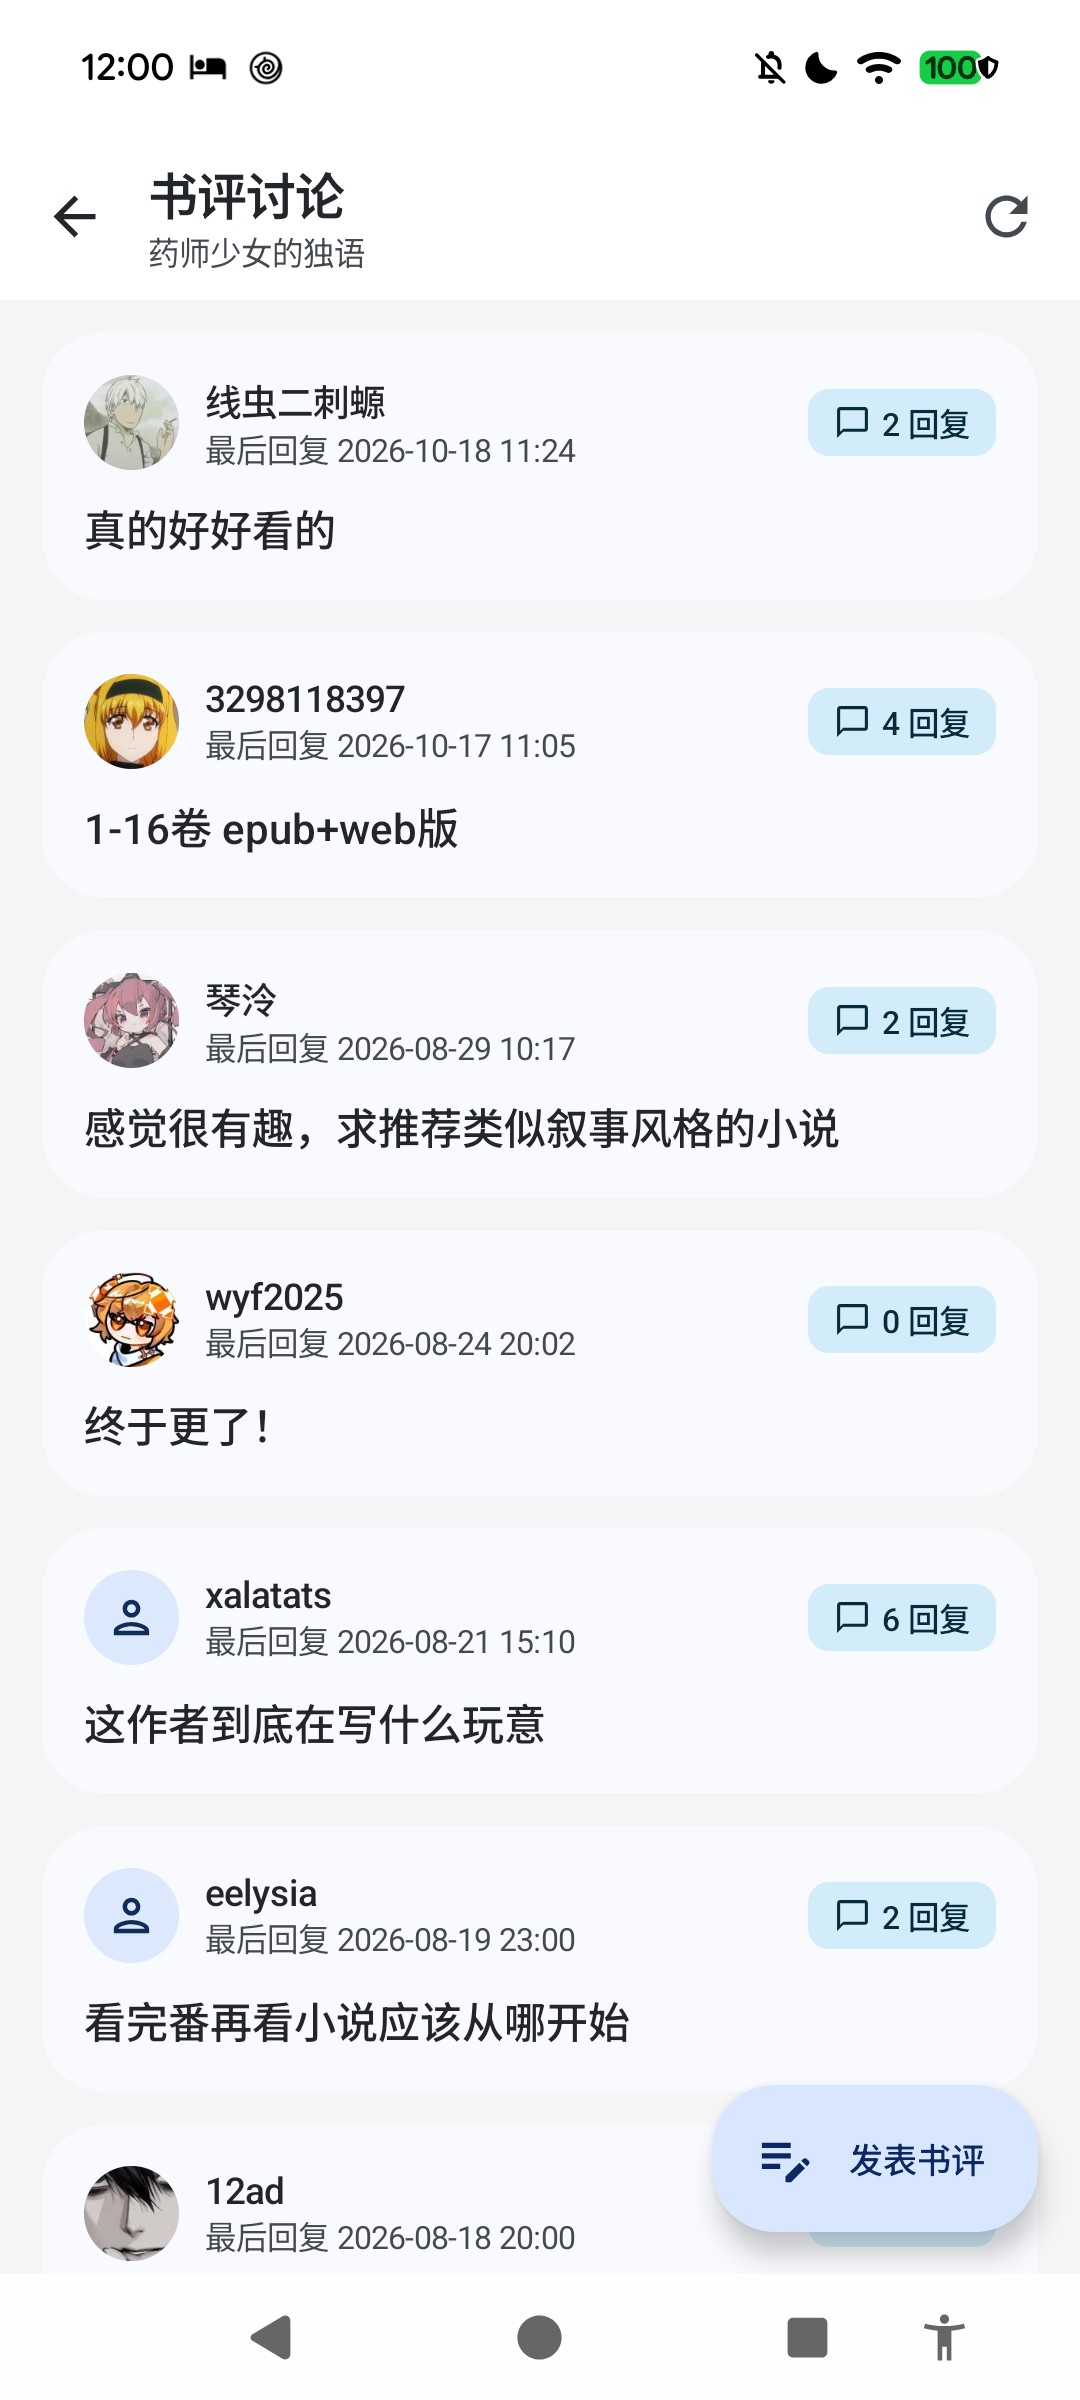 12:00
100
书评讨论
药师少女的独语
线虫二刺螈
最后回复 2026-10-18 11:24
2 回复
真的好好看的
3298118397
最后回复 2026-10-17 11:05
4 回复
1-16卷 epub+web版
琴泠
最后回复 2026-08-29 10:17
2 回复
感觉很有趣，求推荐类似叙事风格的小说
wyf2025
最后回复 2026-08-24 20:02
0 回复
终于更了！
xalatats
最后回复 2026-08-21 15:10
6 回复
这作者到底在写什么玩意
eelysia
最后回复 2026-08-19 23:00
2 回复
看完番再看小说应该从哪开始
12ad
最后回复 2026-08-18 20:00
发表书评